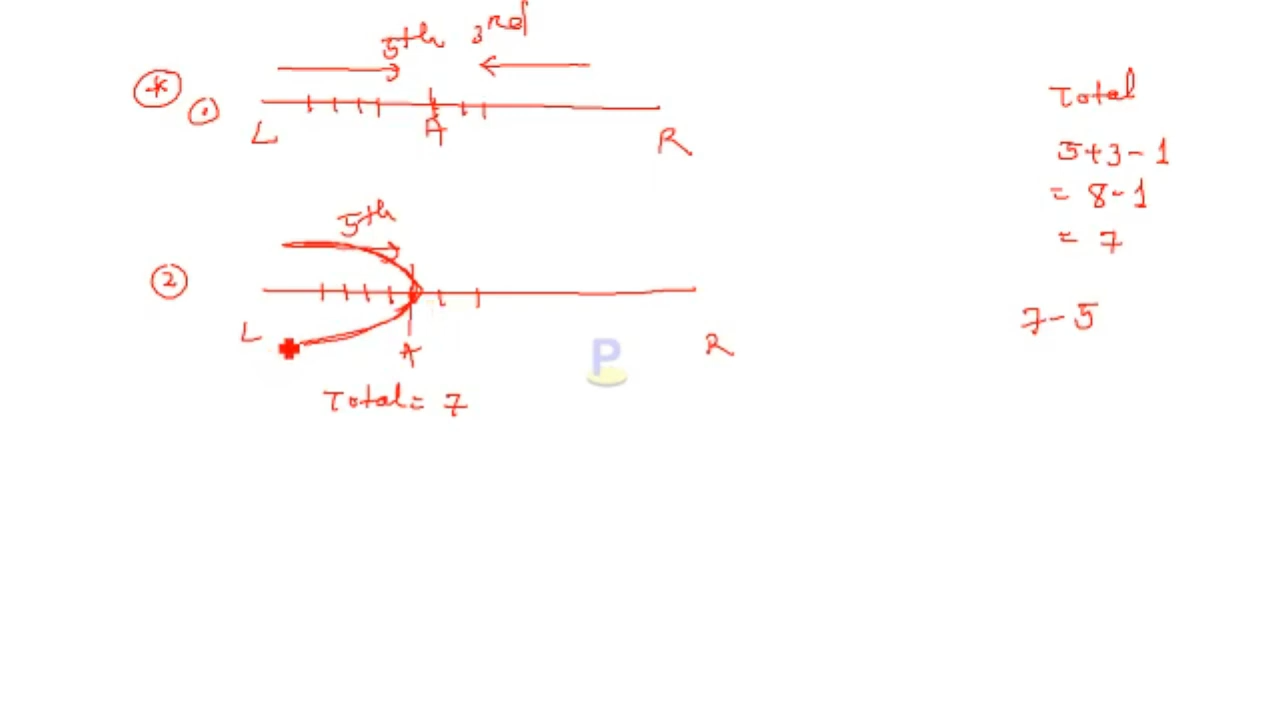 5th 3rd
* 1
L A R
5th
2
L A R
Total = 7
Total
5+3-1
= 8-1
= 7
7-5
P